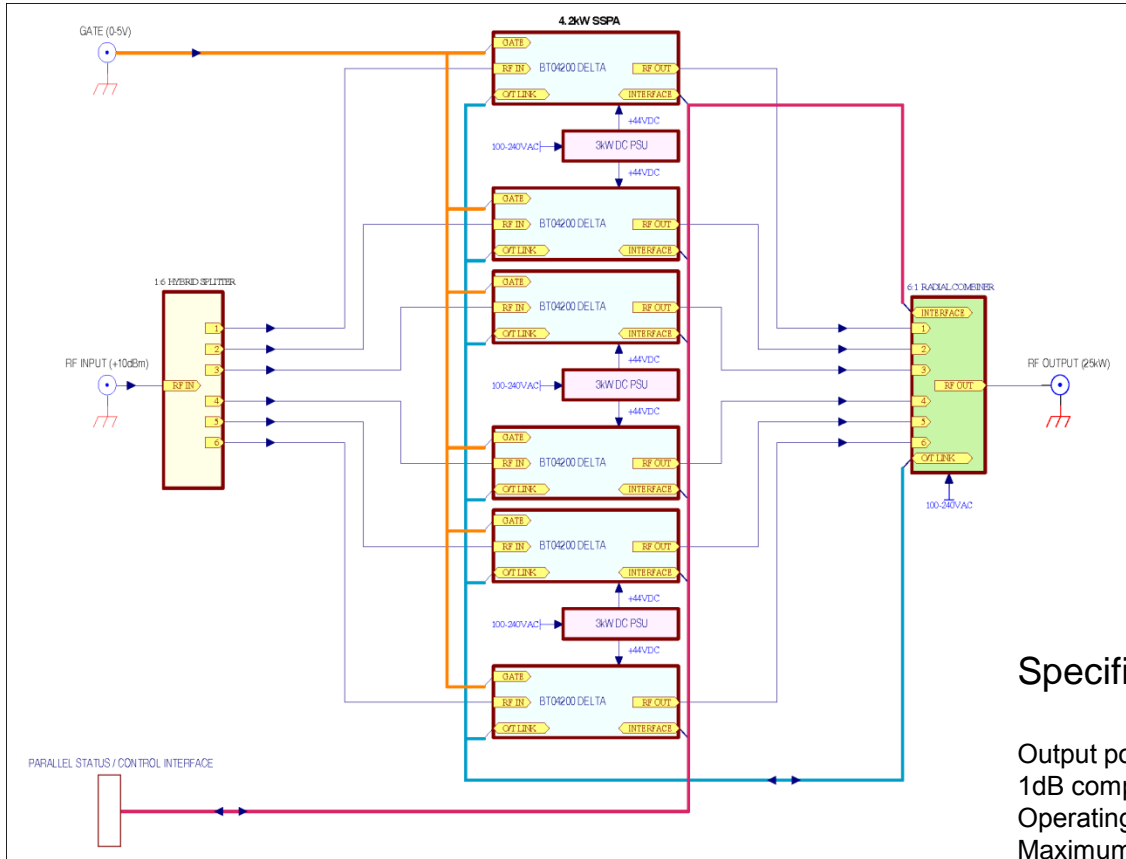 4.2kW SSPA
GATE (0-5V)
GATE
RF IN
BT04200 DELTA
RF OUT
O/T LINK
INTERFACE
+44VDC
100-240VAC
3kW DC PSU
+44VDC
GATE
RF IN
BT04200 DELTA
RF OUT
O/T LINK
INTERFACE
1:6 HYBRID SPLITTER
GATE
RF IN
BT04200 DELTA
RF OUT
O/T LINK
INTERFACE
6:1 RADIAL COMBINER
INTERFACE
1
2
3
4
5
6
RF INPUT (+10dBm)
RF IN
+44VDC
100-240VAC
3kW DC PSU
+44VDC
1
2
3
4
5
6
RF OUT
RF OUTPUT (25kW)
O/T LINK
100-240VAC
GATE
RF IN
BT04200 DELTA
RF OUT
O/T LINK
INTERFACE
GATE
RF IN
BT04200 DELTA
RF OUT
O/T LINK
INTERFACE
+44VDC
100-240VAC
3kW DC PSU
+44VDC
GATE
RF IN
BT04200 DELTA
RF OUT
O/T LINK
INTERFACE
PARALLEL STATUS / CONTROL INTERFACE
Specifi
Output po
1dB comp
Operating
Maximum